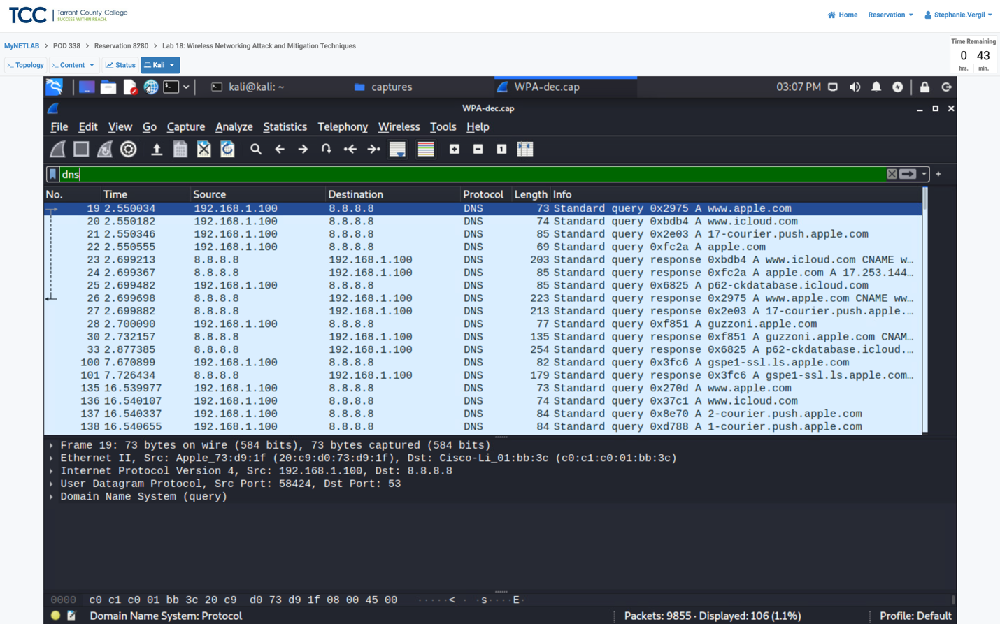 TCC Tarrant County College
SUCCESS WITHIN REACH.
Home Reservation Stephanie.Vergil
MyNETLAB > POD 338 > Reservation 8280 > Lab 18: Wireless Networking Attack and Mitigation Techniques
Time Remaining
0 43
hrs. min.
>_ Topology >_ Content Status Kali
kali@kali: ~ captures WPA-dec.cap 03:07 PM
WPA-dec.cap
File Edit View Go Capture Analyze Statistics Telephony Wireless Tools Help
dns
No. Time Source Destination Protocol Length Info
19 2.550034 192.168.1.100 8.8.8.8 DNS 73 Standard query 0x2975 A www.apple.com
20 2.550182 192.168.1.100 8.8.8.8 DNS 74 Standard query 0xbdb4 A www.icloud.com
21 2.550346 192.168.1.100 8.8.8.8 DNS 85 Standard query 0x2e03 A 17-courier.push.apple.com
22 2.550555 192.168.1.100 8.8.8.8 DNS 69 Standard query 0xfc2a A apple.com
23 2.699213 8.8.8.8 192.168.1.100 DNS 203 Standard query response 0xbdb4 A www.icloud.com CNAME w…
24 2.699367 8.8.8.8 192.168.1.100 DNS 85 Standard query response 0xfc2a A apple.com A 17.253.144…
25 2.699482 192.168.1.100 8.8.8.8 DNS 85 Standard query 0x6825 A p62-ckdatabase.icloud.com
26 2.699698 8.8.8.8 192.168.1.100 DNS 223 Standard query response 0x2975 A www.apple.com CNAME ww…
27 2.699882 8.8.8.8 192.168.1.100 DNS 213 Standard query response 0x2e03 A 17-courier.push.apple.…
28 2.700090 192.168.1.100 8.8.8.8 DNS 77 Standard query 0xf851 A guzzoni.apple.com
30 2.732157 8.8.8.8 192.168.1.100 DNS 135 Standard query response 0xf851 A guzzoni.apple.com CNAM…
33 2.877385 8.8.8.8 192.168.1.100 DNS 254 Standard query response 0x6825 A p62-ckdatabase.icloud.…
100 7.670899 192.168.1.100 8.8.8.8 DNS 82 Standard query 0x3fc6 A gspe1-ssl.ls.apple.com
101 7.726434 8.8.8.8 192.168.1.100 DNS 179 Standard query response 0x3fc6 A gspe1-ssl.ls.apple.com…
135 16.539977 192.168.1.100 8.8.8.8 DNS 73 Standard query 0x270d A www.apple.com
136 16.540107 192.168.1.100 8.8.8.8 DNS 74 Standard query 0x37c1 A www.icloud.com
137 16.540337 192.168.1.100 8.8.8.8 DNS 84 Standard query 0x8e70 A 2-courier.push.apple.com
138 16.540655 192.168.1.100 8.8.8.8 DNS 84 Standard query 0xd788 A 1-courier.push.apple.com
Frame 19: 73 bytes on wire (584 bits), 73 bytes captured (584 bits)
Ethernet II, Src: Apple_73:d9:1f (20:c9:d0:73:d9:1f), Dst: Cisco-Li_01:bb:3c (c0:c1:c0:01:bb:3c)
Internet Protocol Version 4, Src: 192.168.1.100, Dst: 8.8.8.8
User Datagram Protocol, Src Port: 58424, Dst Port: 53
Domain Name System (query)
0000 c0 c1 c0 01 bb 3c 20 c9 d0 73 d9 1f 08 00 45 00 ·····< · ·s····E·
Domain Name System: Protocol Packets: 9855 · Displayed: 106 (1.1%) Profile: Default